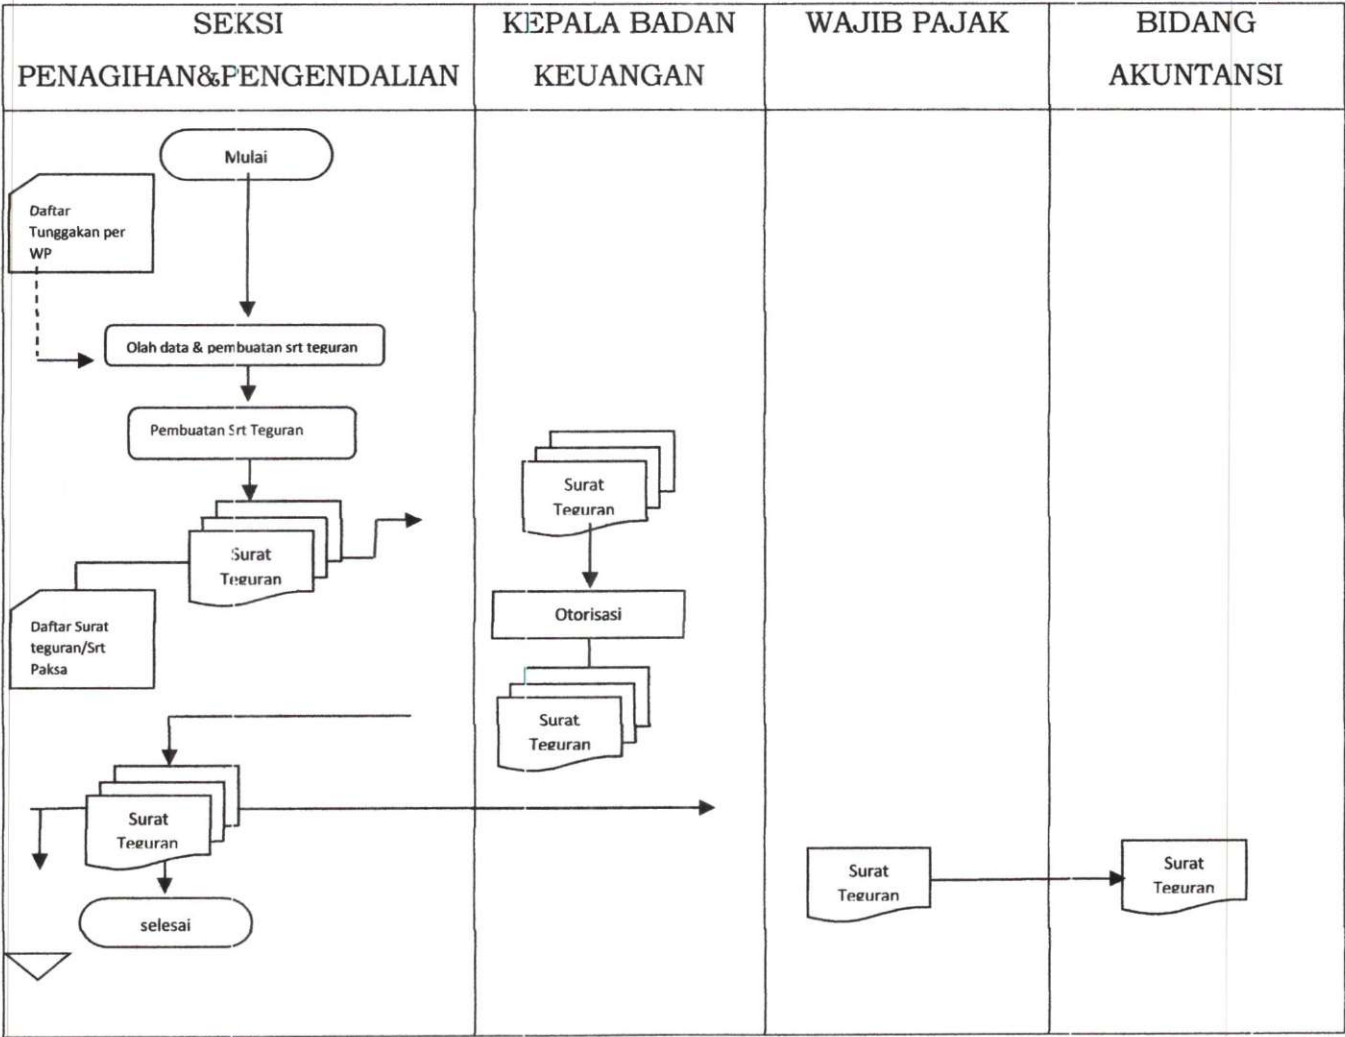 SEKSI
PENAGIHAN&PENGENDALIAN
KEPALA BADAN
KEUANGAN
WAJIB PAJAK
BIDANG
AKUNTANSI
Mulai
Daftar
Tunggakan per
WP
Olah data & pembuatan srt teguran
Pembuatan Srt Teguran
Surat
Teguran
Daftar Surat
teguran/Srt
Paksa
Surat
Teguran
selesai
Surat
Teguran
Otorisasi
Surat
Teguran
Surat
Teguran
Surat
Teguran